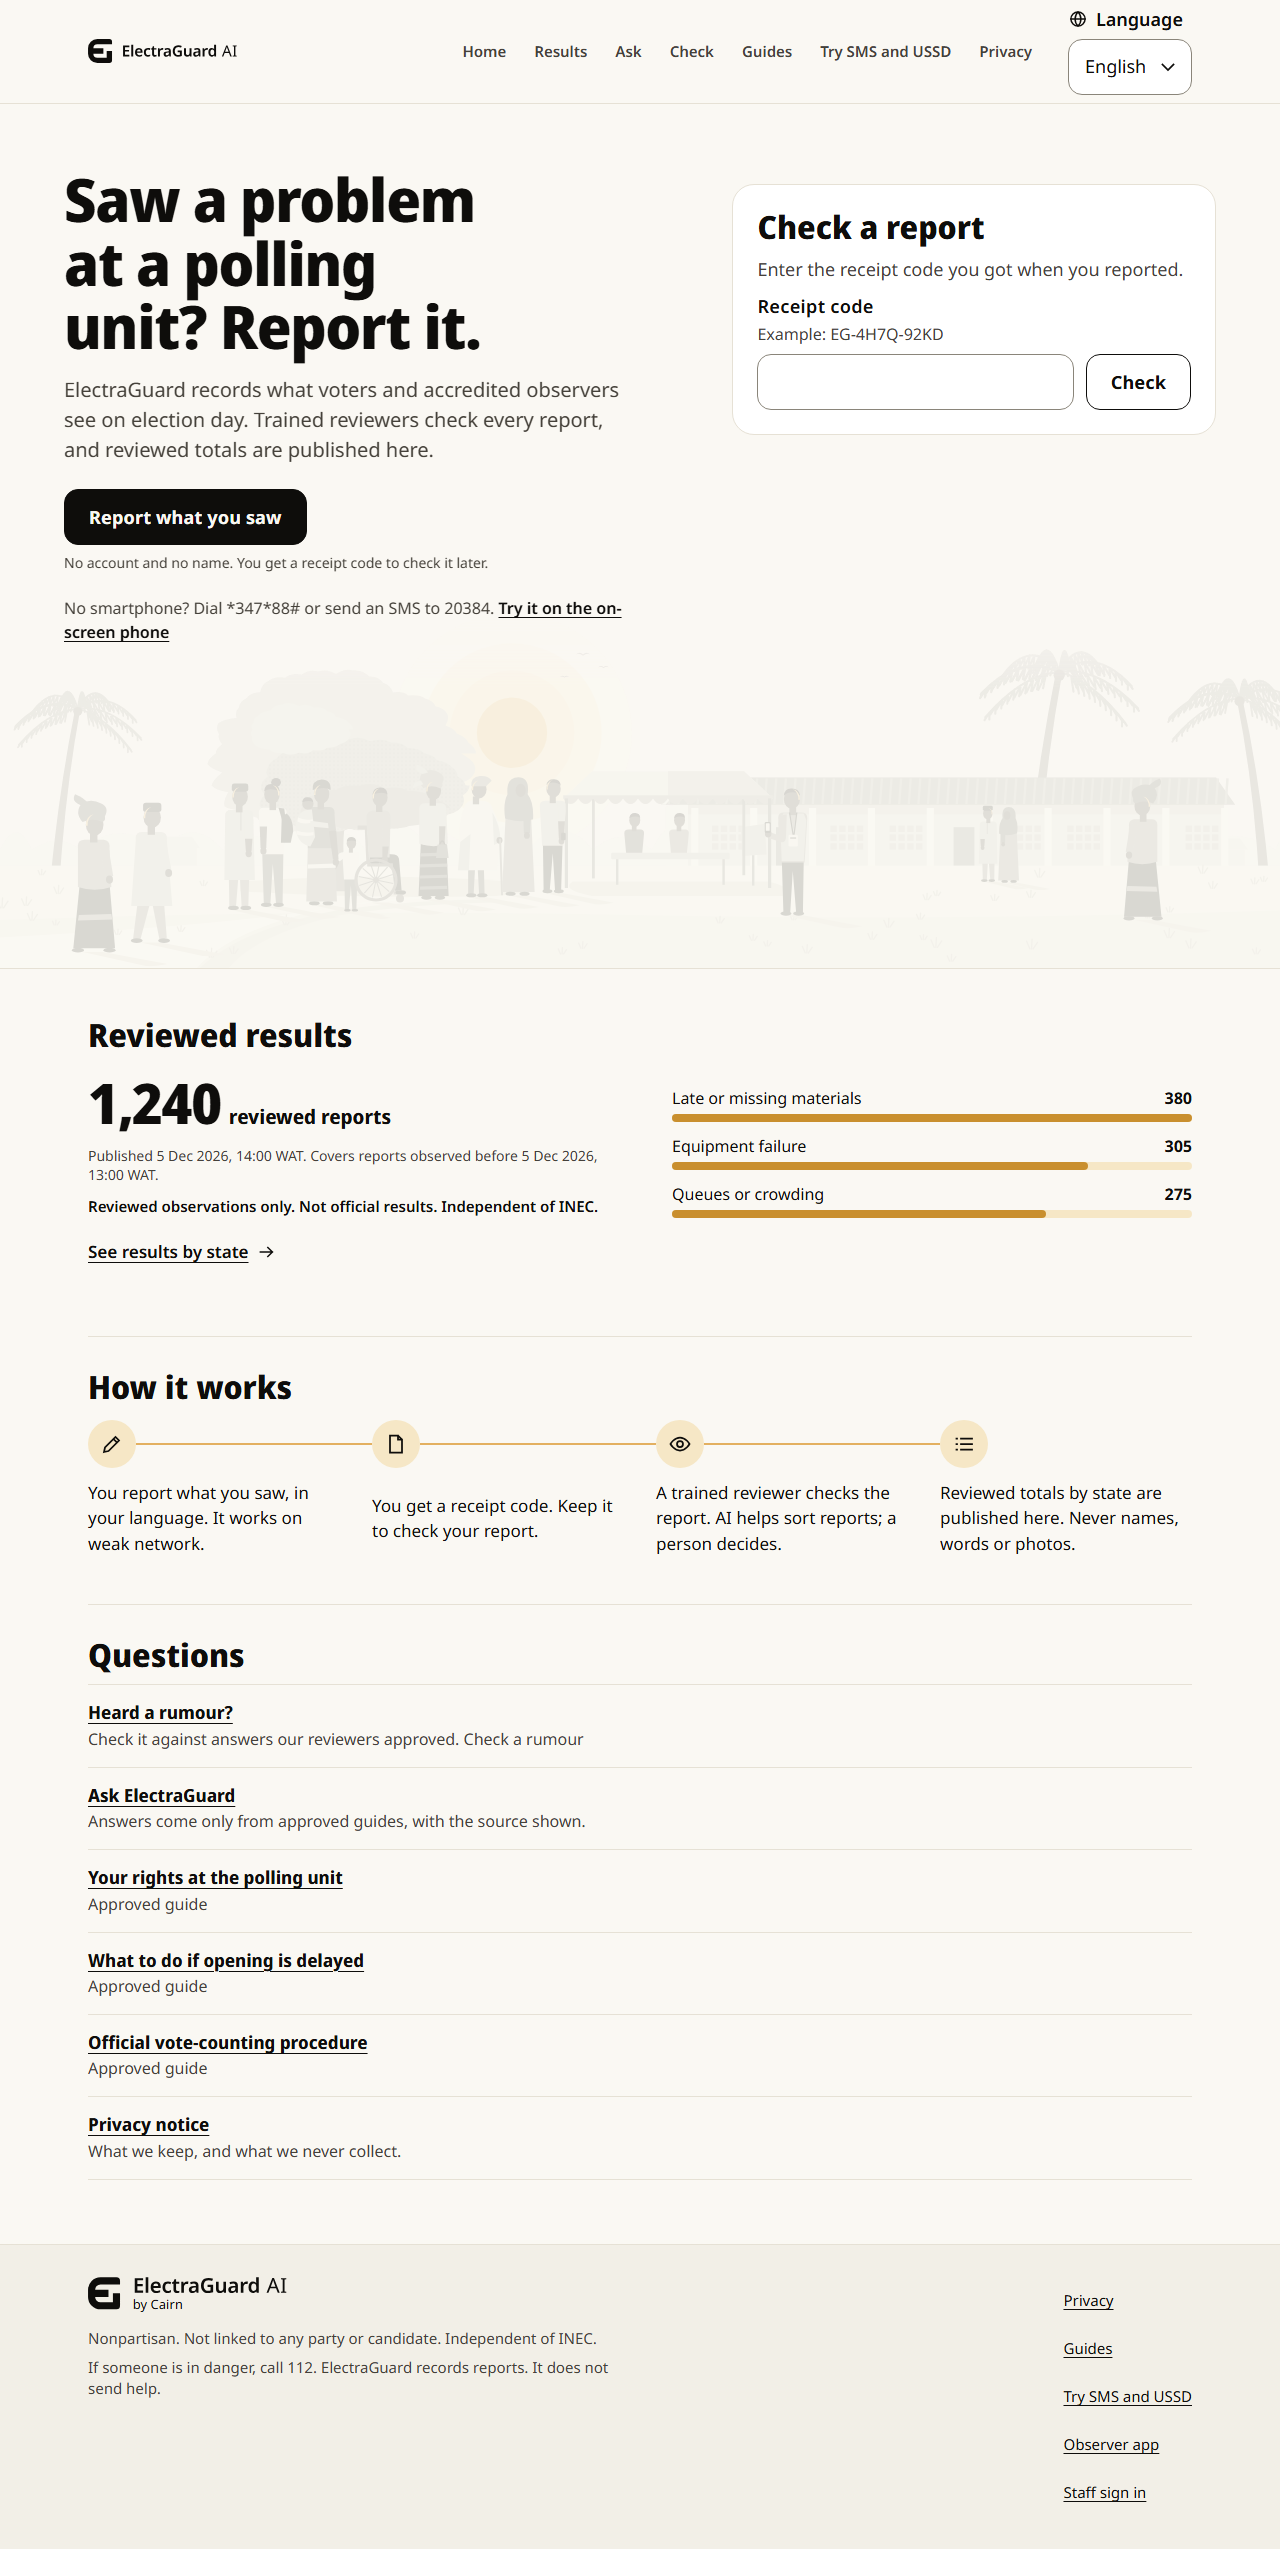 ElectraGuard AI
Home Results Ask Check Guides Try SMS and USSD Privacy
Language
English
Saw a problem
at a polling
unit? Report it.
ElectraGuard records what voters and accredited observers
see on election day. Trained reviewers check every report,
and reviewed totals are published here.
Report what you saw
No account and no name. You get a receipt code to check it later.
No smartphone? Dial *347*88# or send an SMS to 20384. Try it on the on-
screen phone
Check a report
Enter the receipt code you got when you reported.
Receipt code
Example: EG-4H7Q-92KD
Check
Reviewed results
1,240 reviewed reports
Published 5 Dec 2026, 14:00 WAT. Covers reports observed before 5 Dec 2026,
13:00 WAT.
Reviewed observations only. Not official results. Independent of INEC.
See results by state
Late or missing materials 380
Equipment failure 305
Queues or crowding 275
How it works
You report what you saw, in
your language. It works on
weak network.
You get a receipt code. Keep it
to check your report.
A trained reviewer checks the
report. AI helps sort reports; a
person decides.
Reviewed totals by state are
published here. Never names,
words or photos.
Questions
Heard a rumour?
Check it against answers our reviewers approved. Check a rumour
Ask ElectraGuard
Answers come only from approved guides, with the source shown.
Your rights at the polling unit
Approved guide
What to do if opening is delayed
Approved guide
Official vote-counting procedure
Approved guide
Privacy notice
What we keep, and what we never collect.
ElectraGuard AI
by Cairn
Nonpartisan. Not linked to any party or candidate. Independent of INEC.
If someone is in danger, call 112. ElectraGuard records reports. It does not
send help.
Privacy
Guides
Try SMS and USSD
Observer app
Staff sign in